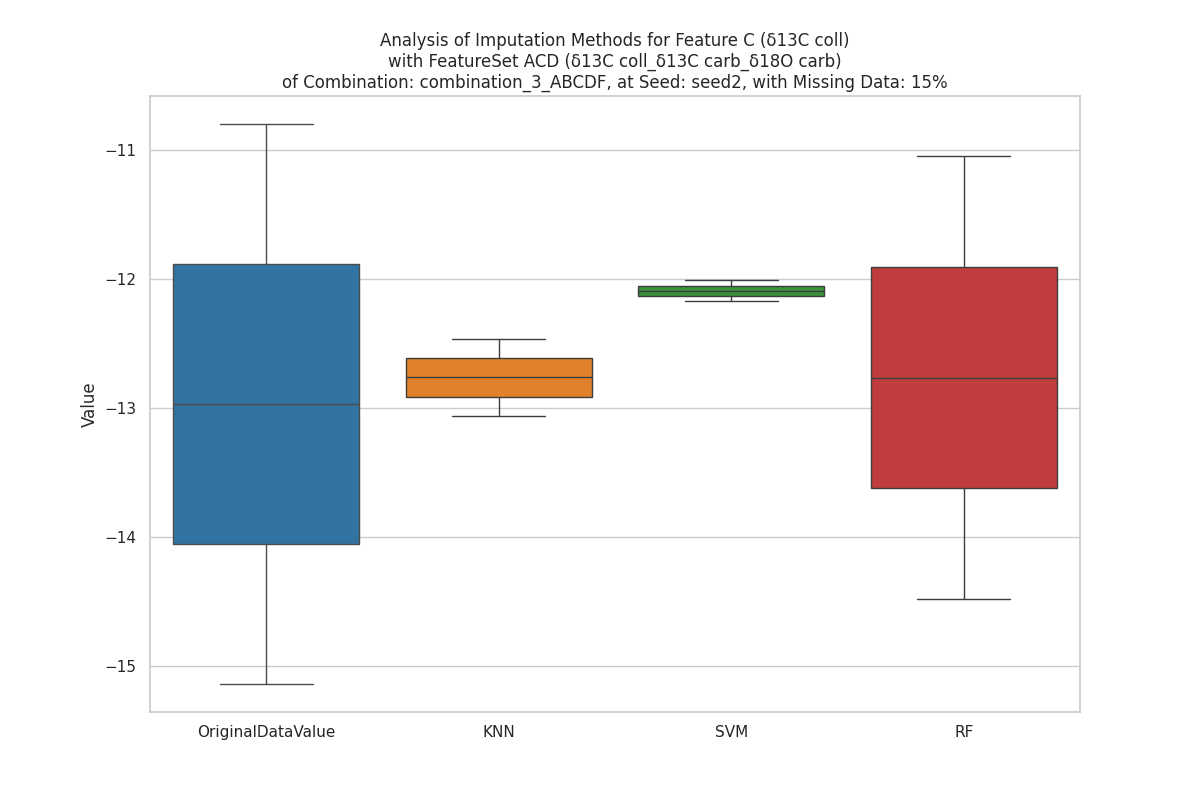 Analysis of Imputation Methods for Feature C (δ13C coll)
with FeatureSet ACD (δ13C coll_δ13C carb_δ18O carb)
of Combination: combination_3_ABCDF, at Seed: seed2, with Missing Data: 15%
−11
−12
−13
−14
−15
Value
OriginalDataValue
KNN
SVM
RF